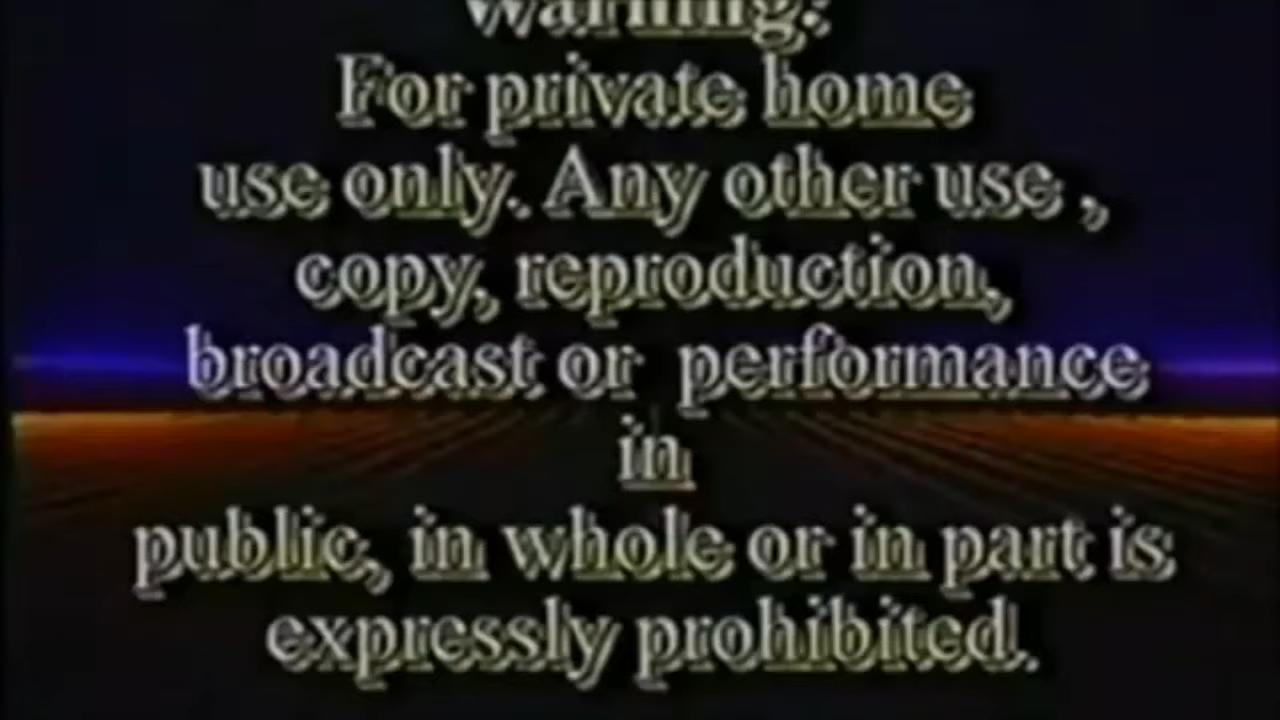 Warning:
For private home
use only. Any other use ,
copy, reproduction,
broadcast or performance
in
public, in whole or in part is
expressly prohibited.